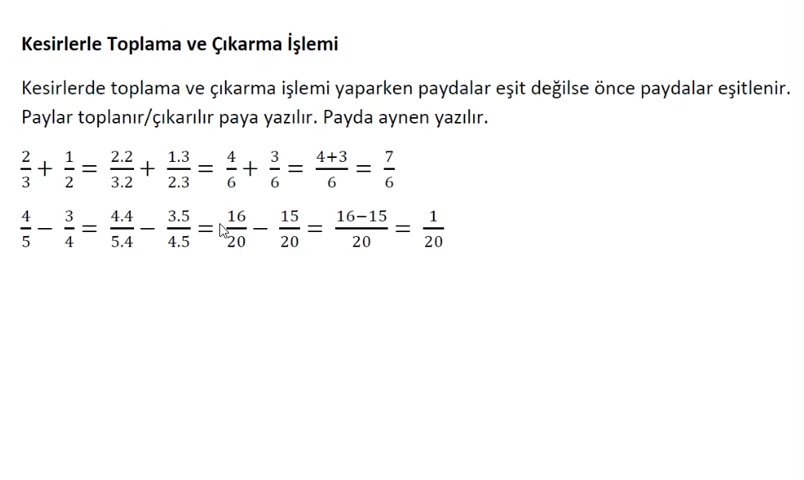 Kesirlerle Toplama ve Çıkarma İşlemi
Kesirlerde toplama ve çıkarma işlemi yaparken paydalar eşit değilse önce paydalar eşitlenir.
Paylar toplanır/çıkarılır paya yazılır. Payda aynen yazılır.
2/3 + 1/2 = 2.2/3.2 + 1.3/2.3 = 4/6 + 3/6 = 4+3/6 = 7/6
4/5 − 3/4 = 4.4/5.4 − 3.5/4.5 = 16/20 − 15/20 = 16−15/20 = 1/20